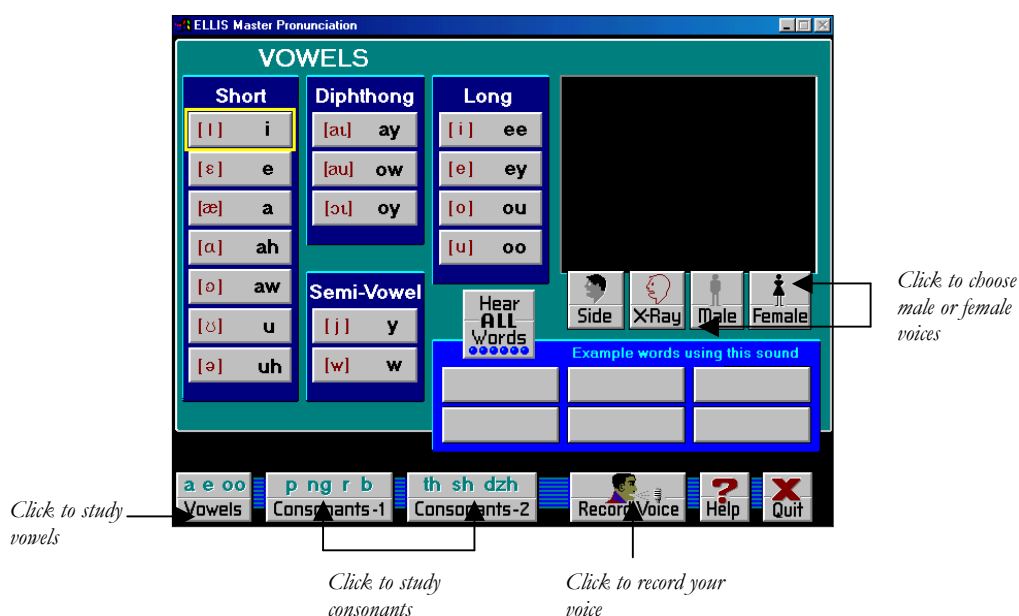 ELLIS Master Pronunciation
VOWELS
Short
[I] i
[ɛ] e
[æ] a
[ɑ] ah
[ə] aw
[ʊ] u
[ə] uh
Diphthong
[aɩ] ay
[au] ow
[ɔɩ] oy
Semi-Vowel
[j] y
[w] w
Long
[i] ee
[e] ey
[o] ou
[u] oo
Hear
ALL
Words
Side
X-Ray
Male
Female
Example words using this sound
a e oo
Vowels
p ng r b
Consonants-1
th sh dzh
Consonants-2
Record Voice
?
Help
X
Quit
Click to choose
male or female
voices
Click to study
vowels
Click to study
consonants
Click to record your
voice